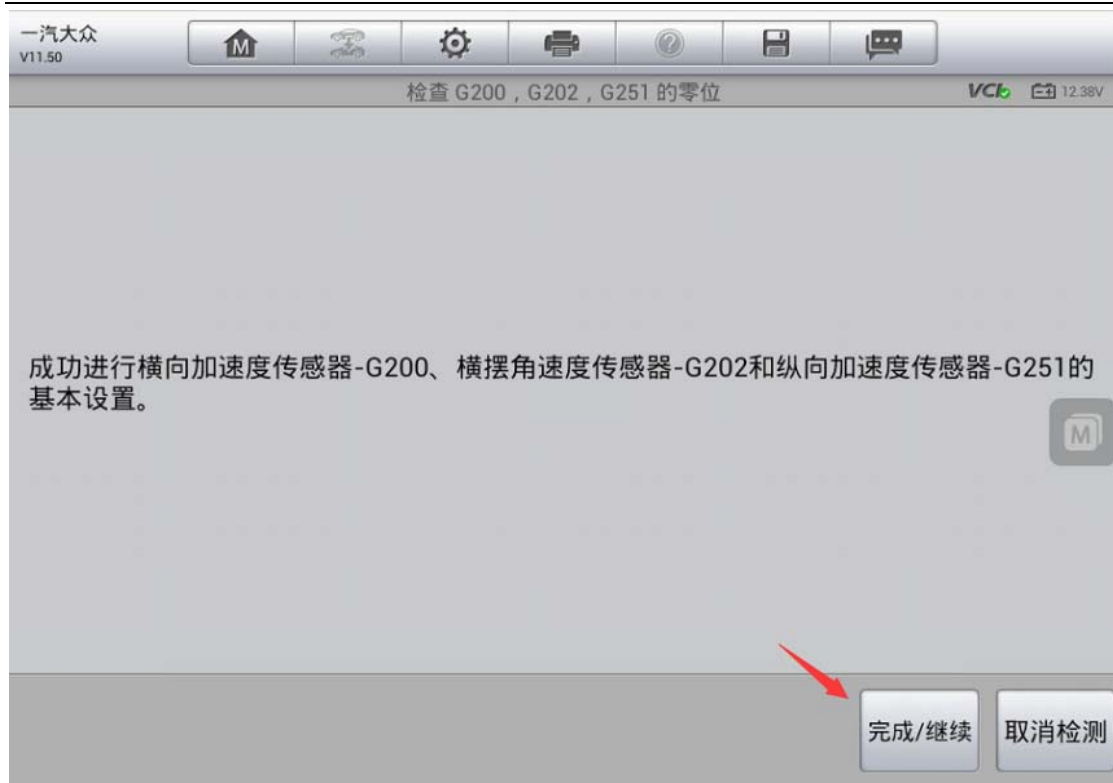 一汽大众
V11.50
M
检查 G200 , G202 , G251 的零位
VCI
12.38V
成功进行横向加速度传感器-G200、横摆角速度传感器-G202和纵向加速度传感器-G251的
基本设置。
M
完成/继续
取消检测